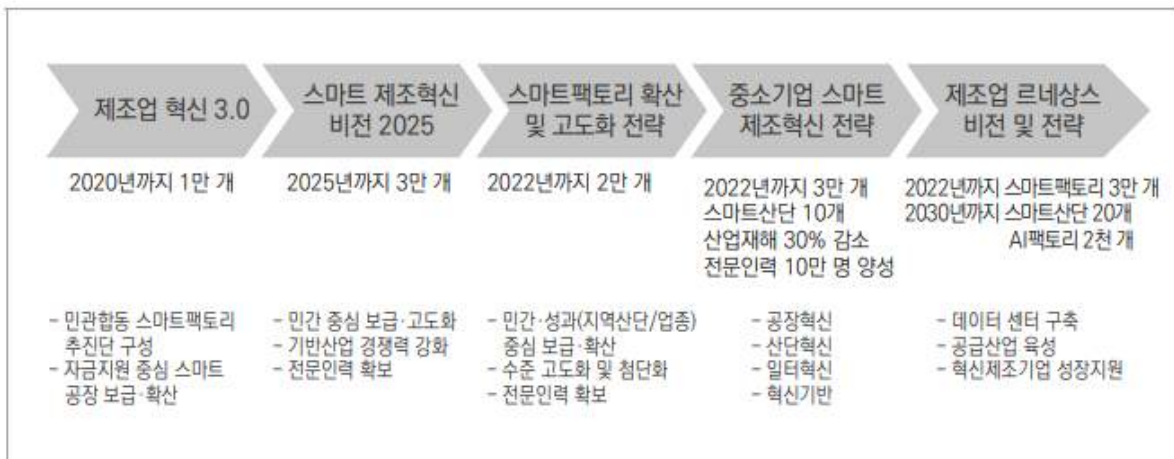 제조업 혁신 3.0
스마트 제조혁신
비전 2025
스마트팩토리 확산
및 고도화 전략
중소기업 스마트
제조혁신 전략
제조업 르네상스
비전 및 전략
2020년까지 1만 개
2025년까지 3만 개
2022년까지 2만 개
2022년까지 3만 개
스마트산단 10개
산업재해 30% 감소
전문인력 10만 명 양성
2022년까지 스마트팩토리 3만 개
2030년까지 스마트산단 20개
AI팩토리 2천 개
- 민관합동 스마트팩토리
추진단 구성
- 자금지원 중심 스마트
공장 보급·확산
- 민간 중심 보급·고도화
- 기반산업 경쟁력 강화
- 전문인력 확보
- 민간·성과(지역산단/업종)
중심 보급·확산
- 수준 고도화 및 첨단화
- 전문인력 확보
- 공장혁신
- 산단혁신
- 일터혁신
- 혁신기반
- 데이터 센터 구축
- 공급산업 육성
- 혁신제조기업 성장지원